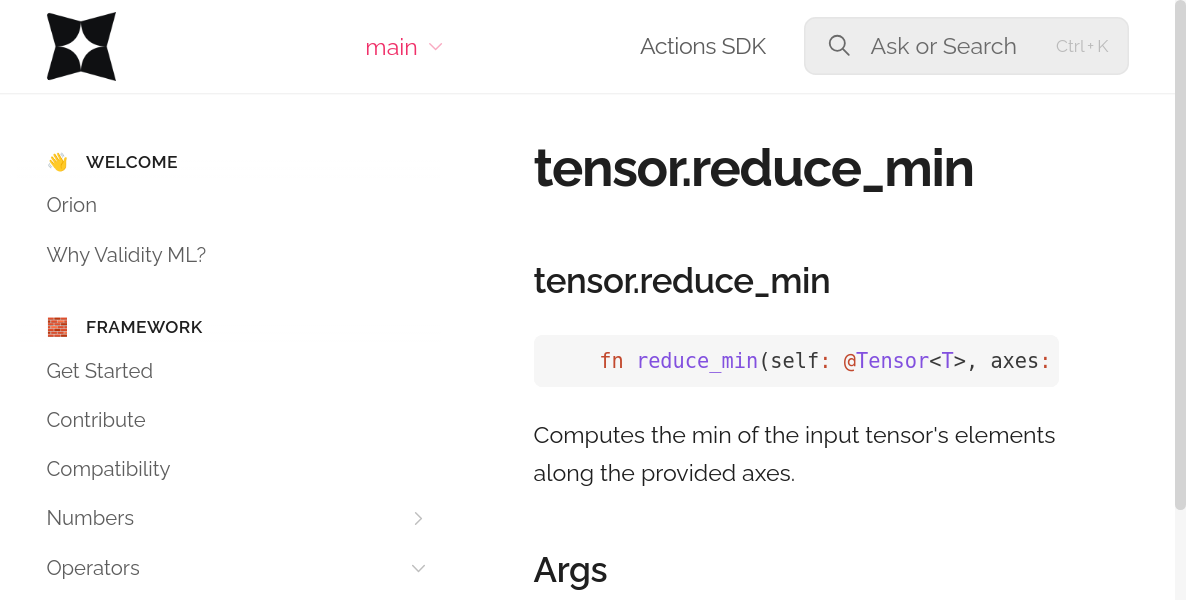 main
Actions SDK
Ask or Search
Ctrl + K
👋 WELCOME
Orion
Why Validity ML?
🧱 FRAMEWORK
Get Started
Contribute
Compatibility
Numbers
Operators
tensor.reduce_min
tensor.reduce_min
fn reduce_min(self: @Tensor<T>, axes:
Computes the min of the input tensor's elements
along the provided axes.
Args